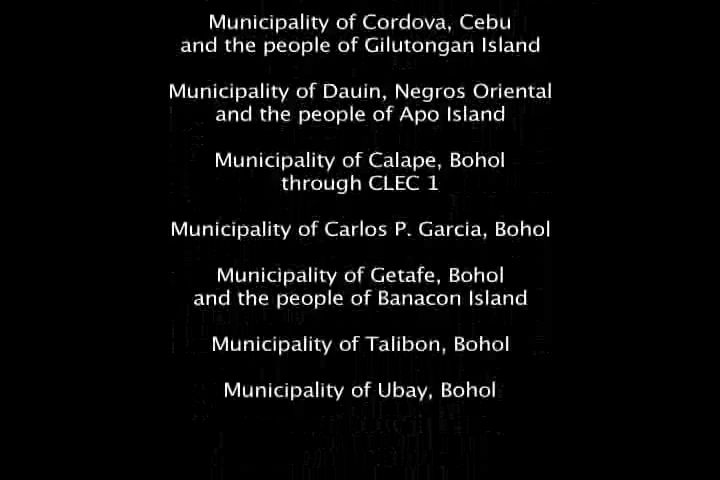 Municipality of Cordova, Cebu
and the people of Gilutongan Island
Municipality of Dauin, Negros Oriental
and the people of Apo Island
Municipality of Calape, Bohol
through CLEC 1
Municipality of Carlos P. Garcia, Bohol
Municipality of Getafe, Bohol
and the people of Banacon Island
Municipality of Talibon, Bohol
Municipality of Ubay, Bohol